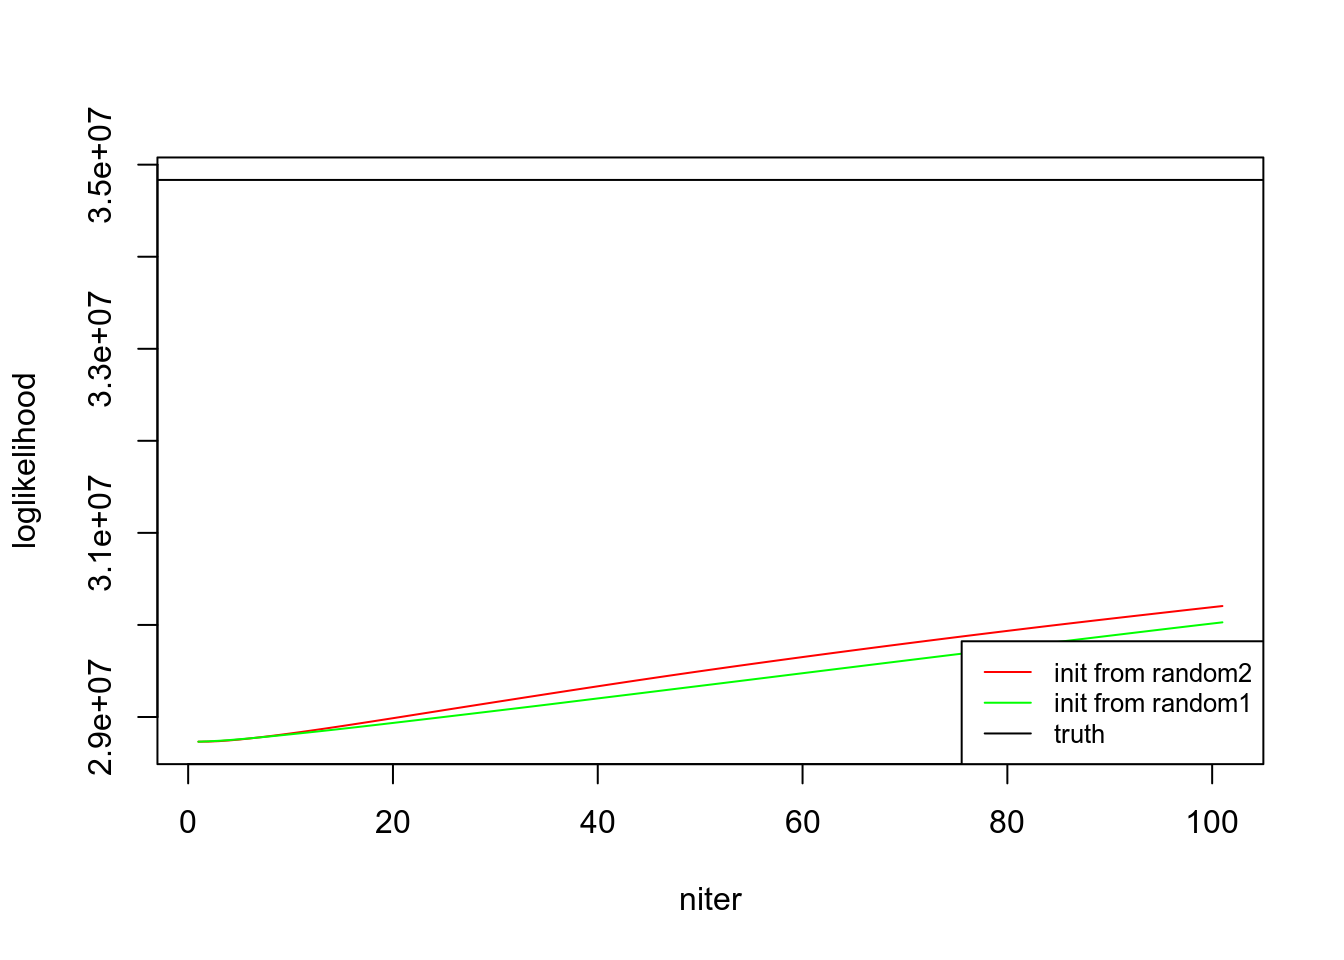 loglikelihood
3.5e+07
3.3e+07
3.1e+07
2.9e+07
init from random2
init from random1
truth
0 20 40 60 80 100
niter